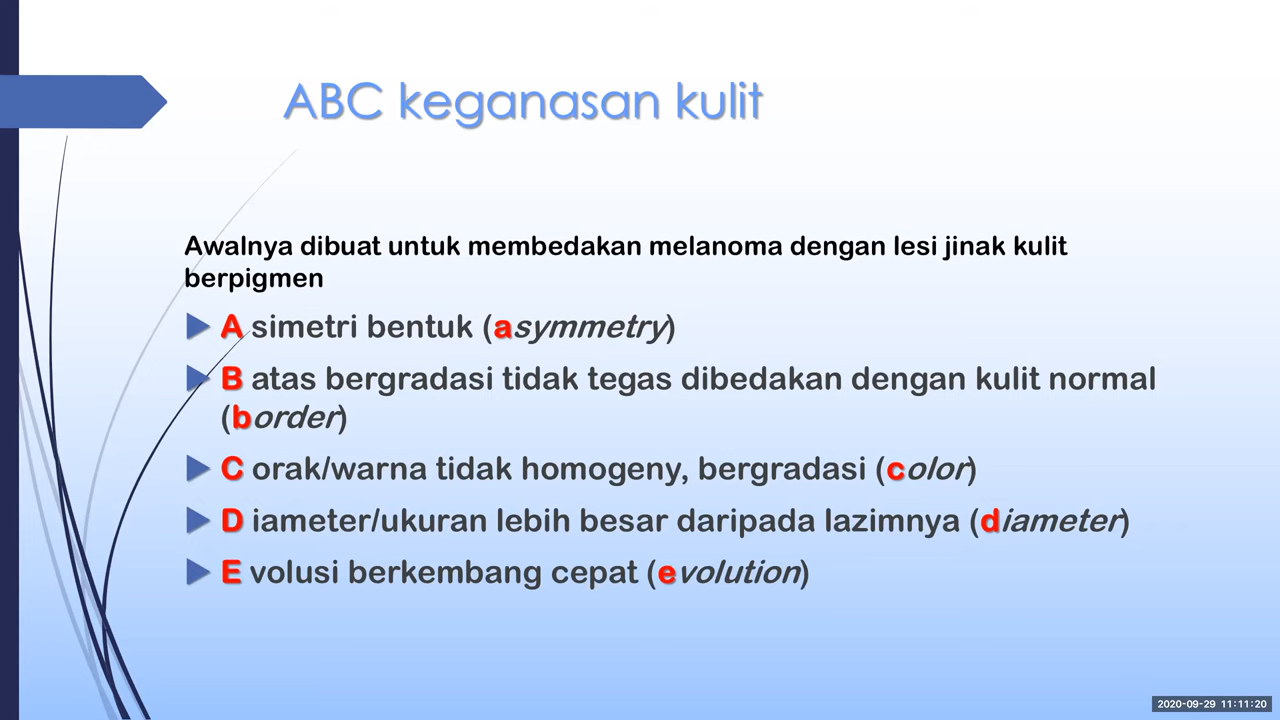 ABC keganasan kulit
Awalnya dibuat untuk membedakan melanoma dengan lesi jinak kulit
berpigmen
A simetri bentuk (asymmetry)
B atas bergradasi tidak tegas dibedakan dengan kulit normal
(border)
C orak/warna tidak homogeny, bergradasi (color)
D iameter/ukuran lebih besar daripada lazimnya (diameter)
E volusi berkembang cepat (evolution)
2020-09-29 11:11:20